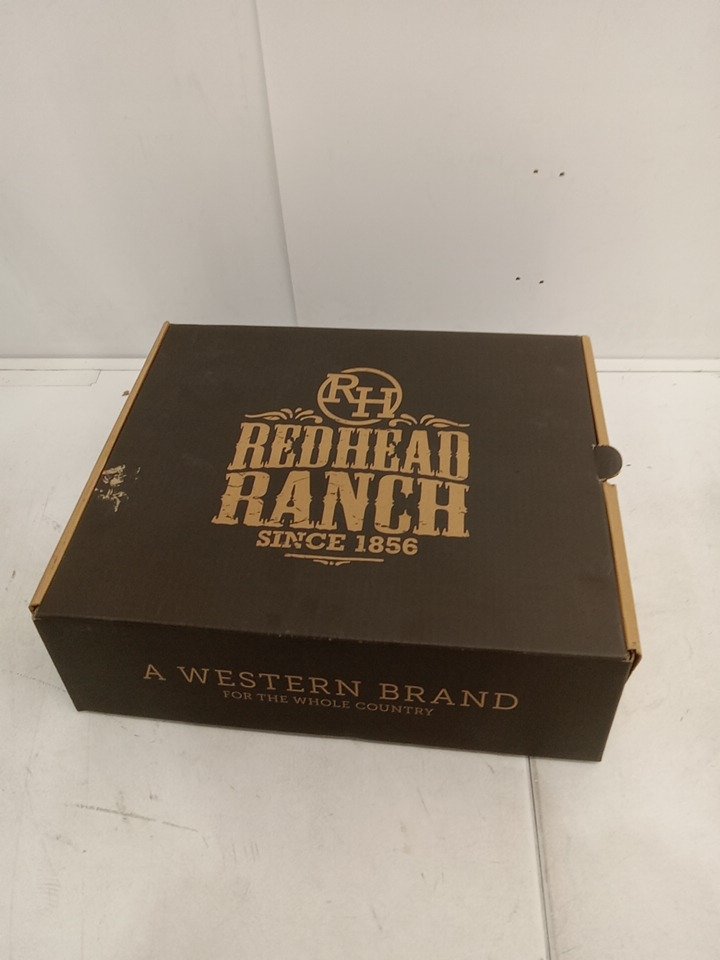 RH
REDHEAD
RANCH
SINCE 1856
A WESTERN BRAND
FOR THE WHOLE COUNTRY